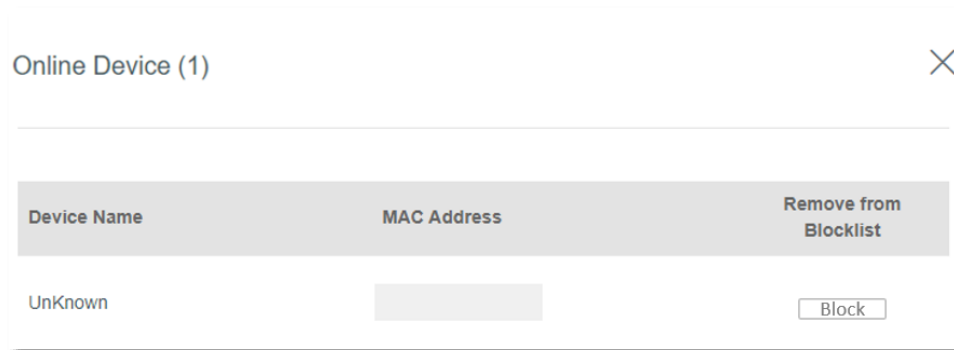 Online Device (1)
Device Name
MAC Address
Remove from
Blocklist
UnKnown
Block